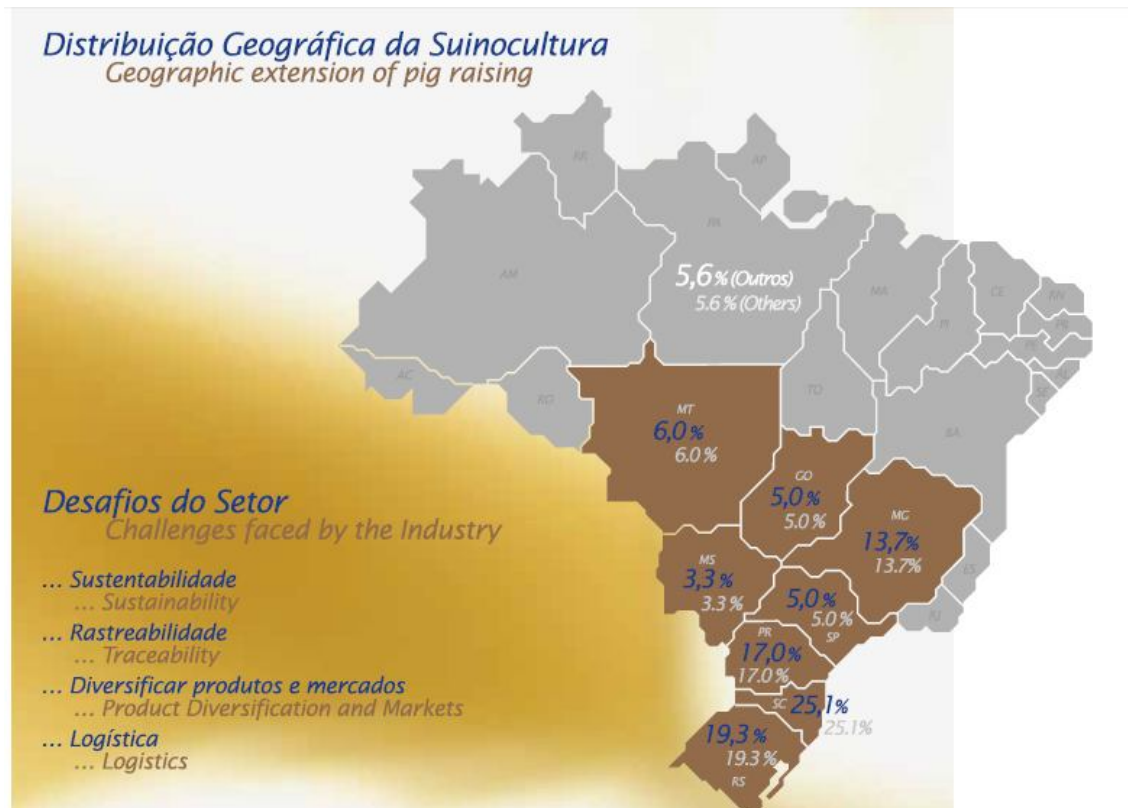 Distribuição Geográfica da Suinocultura
Geographic extension of pig raising
RR
AP
AM
PA
5,6 % (Outros)
5.6 % (Others)
MA
PI
CE
RN
PB
PE
AL
SE
AC
RO
TO
BA
MT
6,0 %
6.0 %
GO
5,0 %
5.0 %
MG
13,7%
13.7%
ES
RJ
MS
3,3 %
3.3 %
5,0 %
5.0 %
SP
PR
17,0%
17.0 %
SC
25,1%
25.1%
19,3 %
19.3 %
RS
Desafios do Setor
Challenges faced by the Industry
... Sustentabilidade
... Sustainability
... Rastreabilidade
... Traceability
... Diversificar produtos e mercados
... Product Diversification and Markets
... Logística
... Logistics